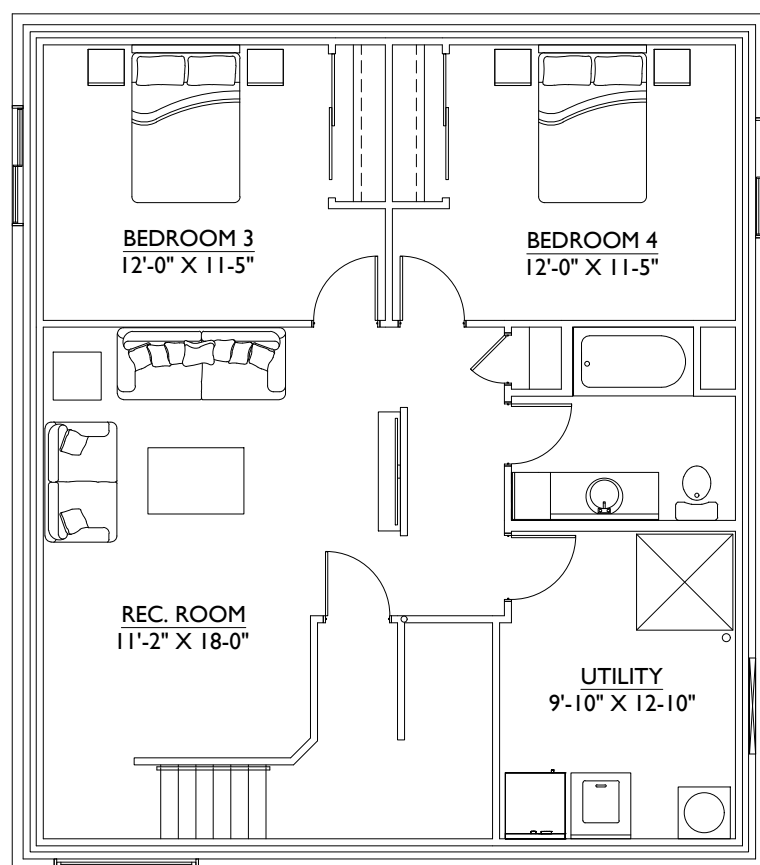 BEDROOM 3
12'-0" X 11-5"
BEDROOM 4
12'-0" X 11-5"
REC. ROOM
11'-2" X 18-0"
UTILITY
9'-10" X 12-10"